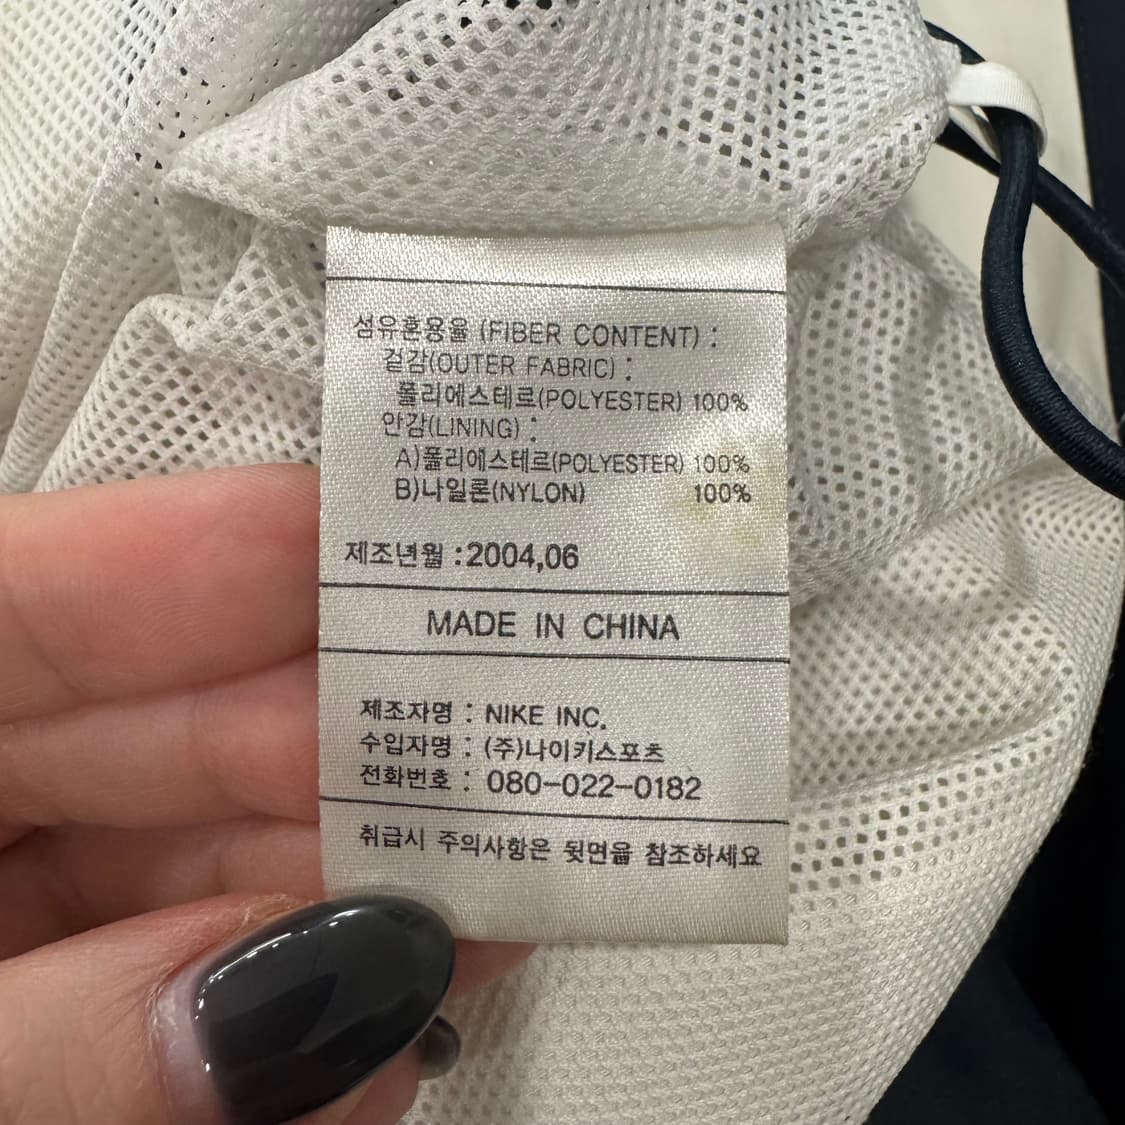 섬유혼용율 (FIBER CONTENT) :
겉감(OUTER FABRIC) :
폴리에스테르(POLYESTER) 100%
안감(LINING) :
A)폴리에스테르(POLYESTER) 100%
B)나일론(NYLON) 100%
제조년월 :2004,06
MADE IN CHINA
제조자명 : NIKE INC.
수입자명 : (주)나이키스포츠
전화번호 : 080-022-0182
취급시 주의사항은 뒷면을 참조하세요